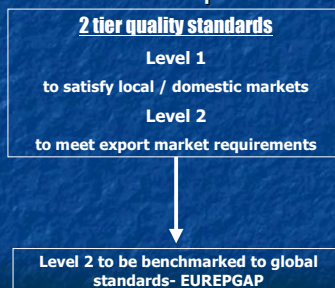 2 tier quality standards
Level 1
to satisfy local / domestic markets
Level 2
to meet export market requirements
Level 2 to be benchmarked to global
standards- EUREPGAP